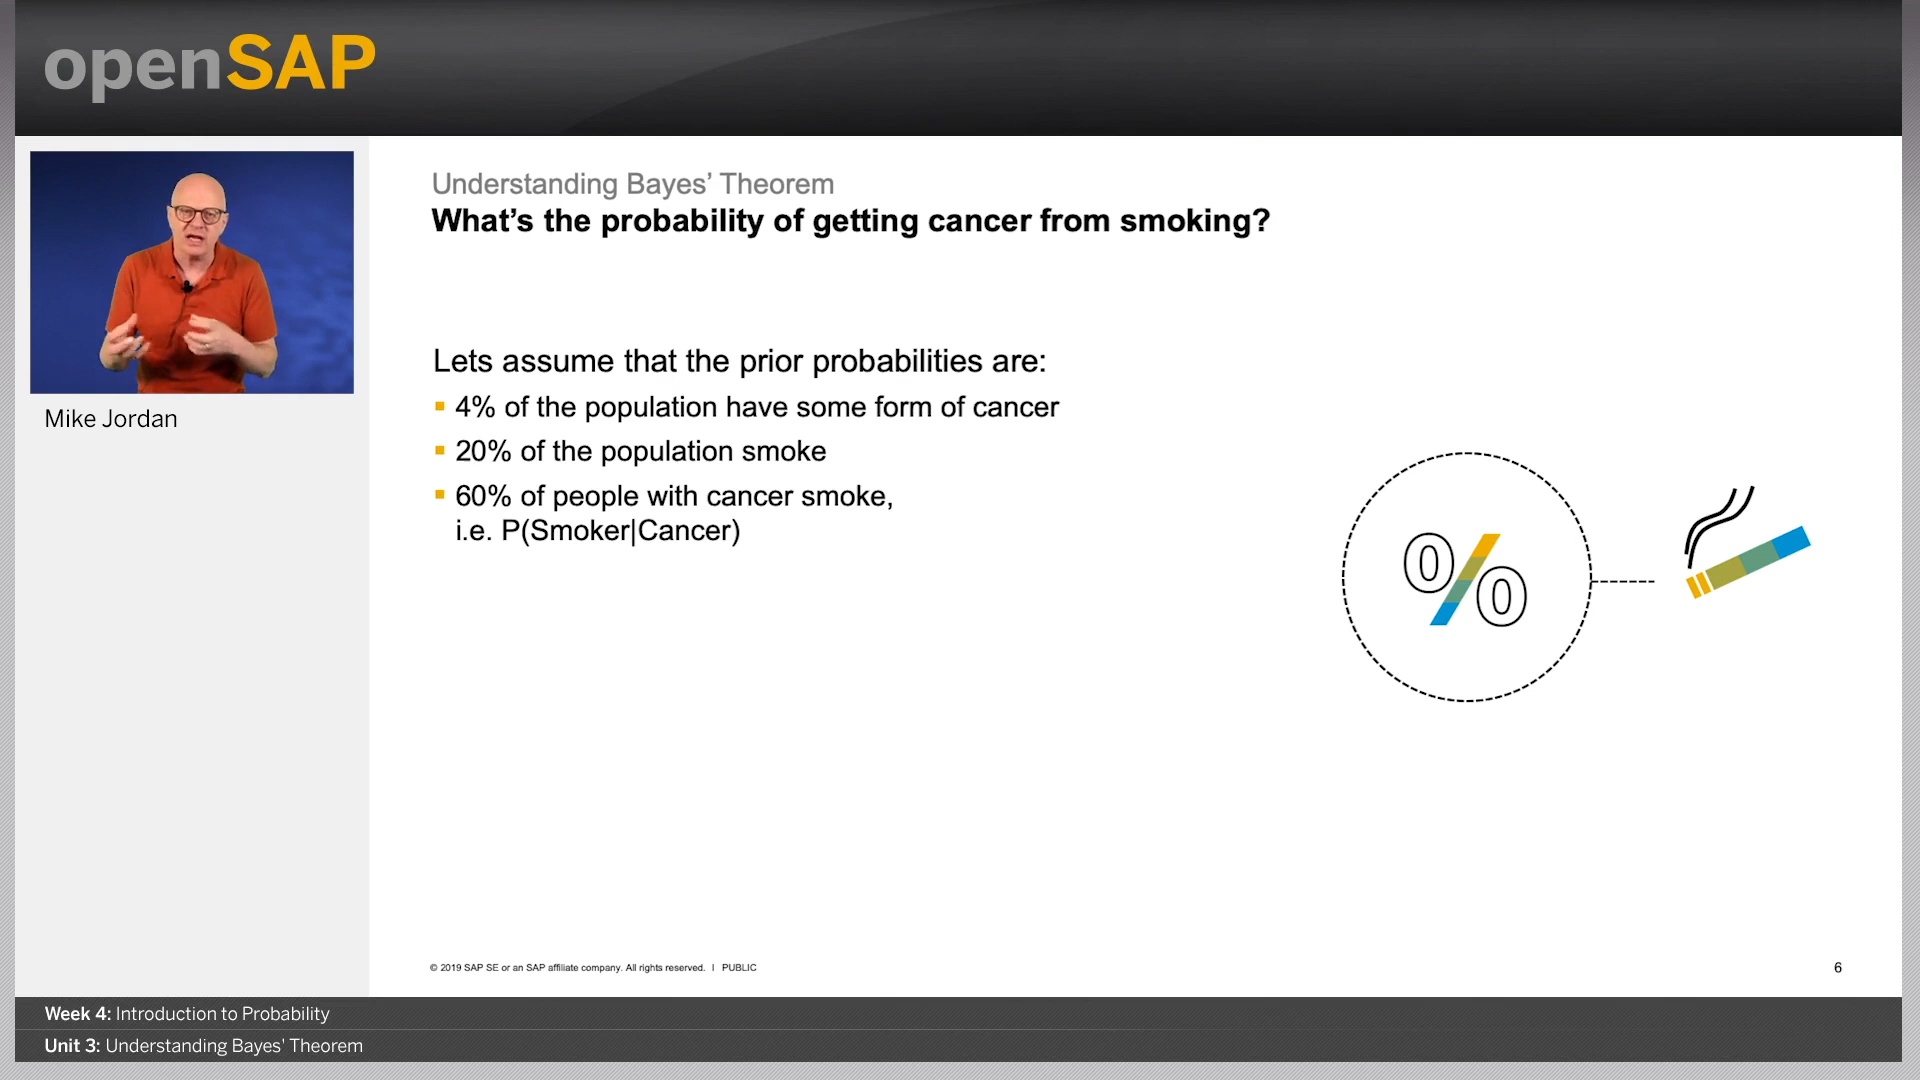 openSAP
Mike Jordan
Understanding Bayes’ Theorem
What’s the probability of getting cancer from smoking?
Lets assume that the prior probabilities are:
4% of the population have some form of cancer
20% of the population smoke
60% of people with cancer smoke,
i.e. P(Smoker|Cancer)
%
© 2019 SAP SE or an SAP affiliate company. All rights reserved. | PUBLIC
6
Week 4: Introduction to Probability
Unit 3: Understanding Bayes' Theorem